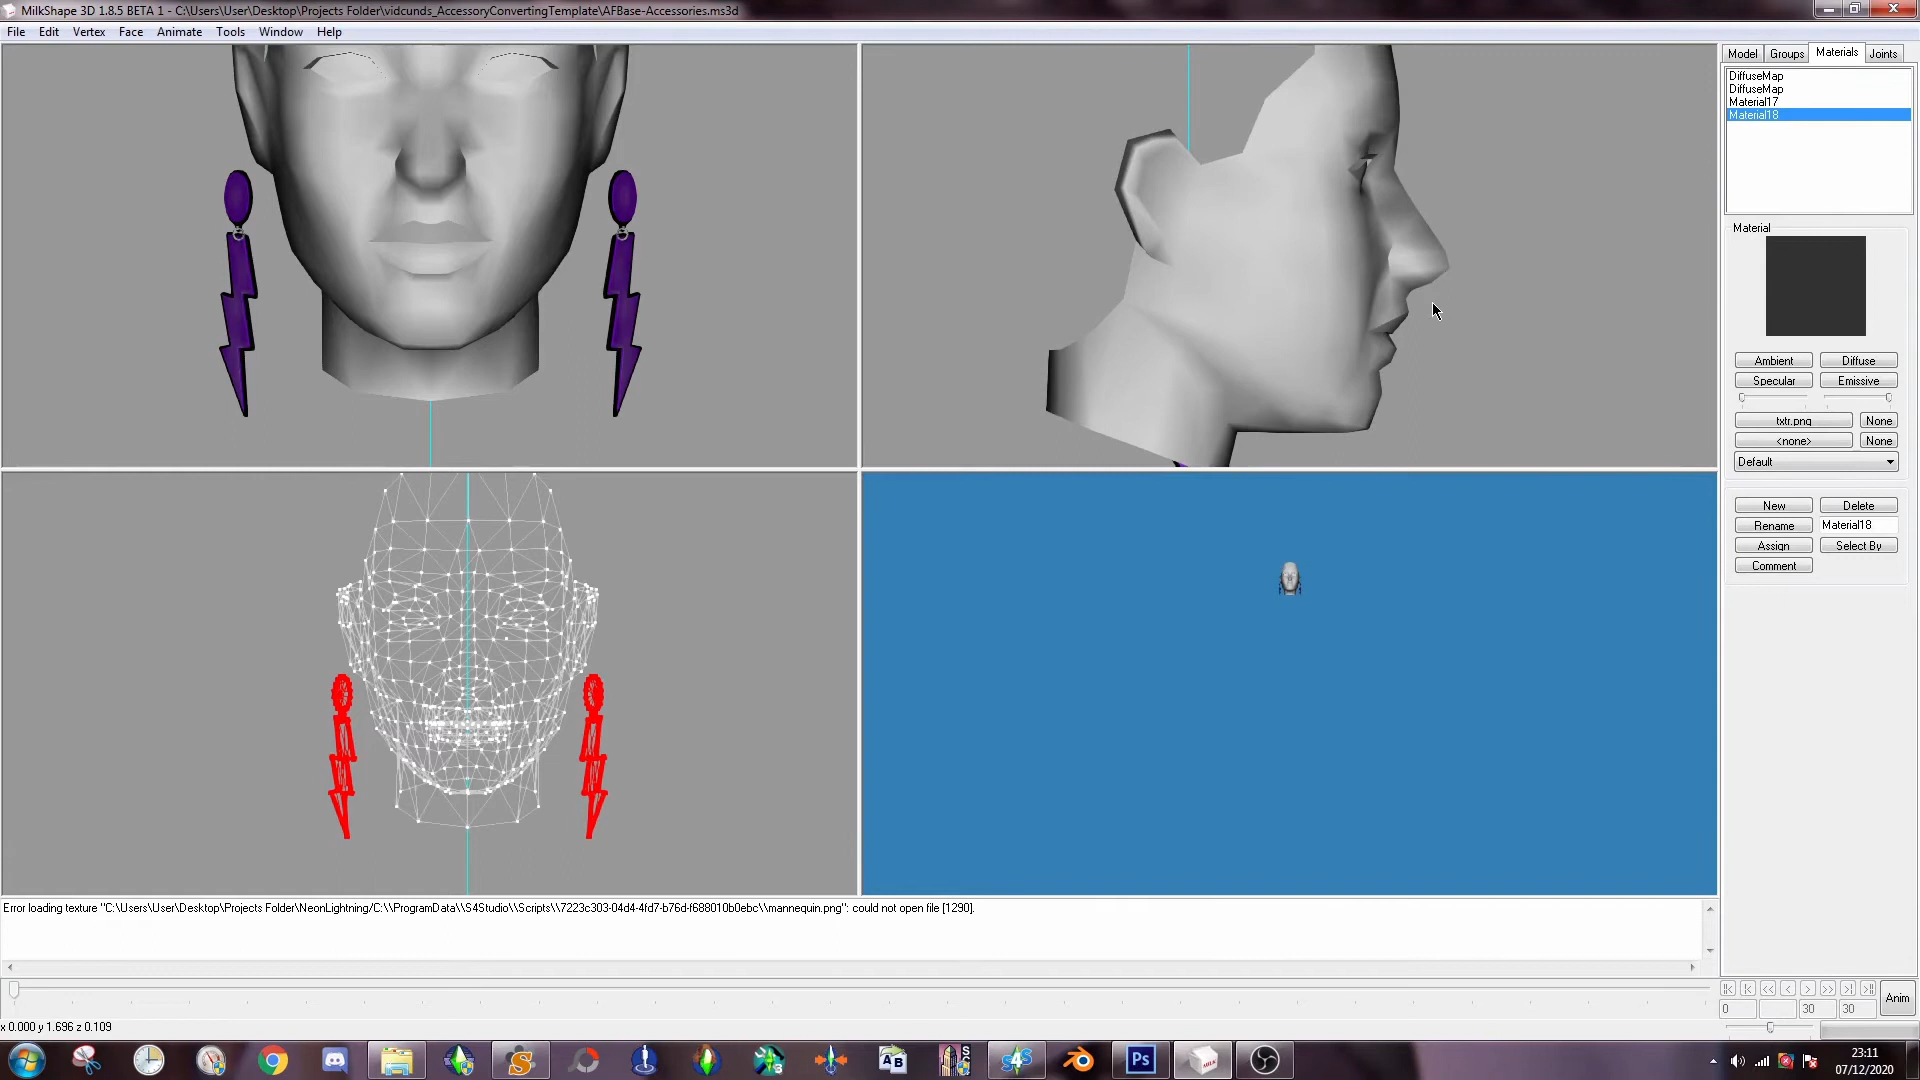 MilkShape 3D 1.8.5 BETA 1 - C:\Users\User\Desktop\Projects Folder\vidcunds_AccessoryConvertingTemplate\AFBase-Accessories.ms3d
File Edit Vertex Face Animate Tools Window Help
Model Groups Materials Joints
DiffuseMap
DiffuseMap
Material17
Material18
Material
Ambient Diffuse
Specular Emissive
txtr.png None
<none> None
Default
New Delete
Rename Material18
Assign Select By
Comment
Error loading texture "C:\Users\User\Desktop\Projects Folder\NeonLightning/C:\\ProgramData\\S4Studio\\Scripts\\7223c303-04d4-4fd7-b76d-f688010b0ebc\\mannequin.png": could not open file [1290].
Anim
0 30 30
x 0.000 y 1.696 z 0.109
23:11
07/12/2020